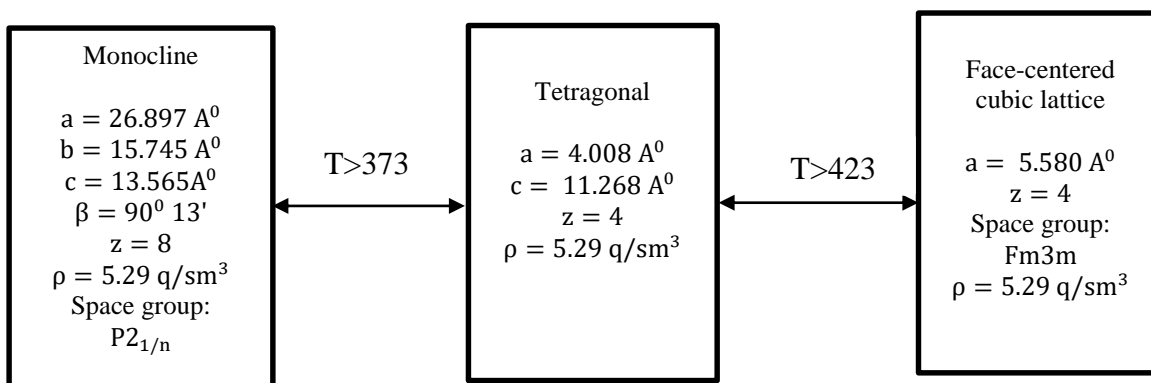 Monocline
a = 26.897 A⁰
b = 15.745 A⁰
c = 13.565A⁰
β = 90⁰ 13'
z = 8
ρ = 5.29 q/sm³
Space group:
P2₁/ₙ
T>373
Tetragonal
a = 4.008 A⁰
c = 11.268 A⁰
z = 4
ρ = 5.29 q/sm³
T>423
Face-centered
cubic lattice
a = 5.580 A⁰
z = 4
Space group:
Fm3m
ρ = 5.29 q/sm³